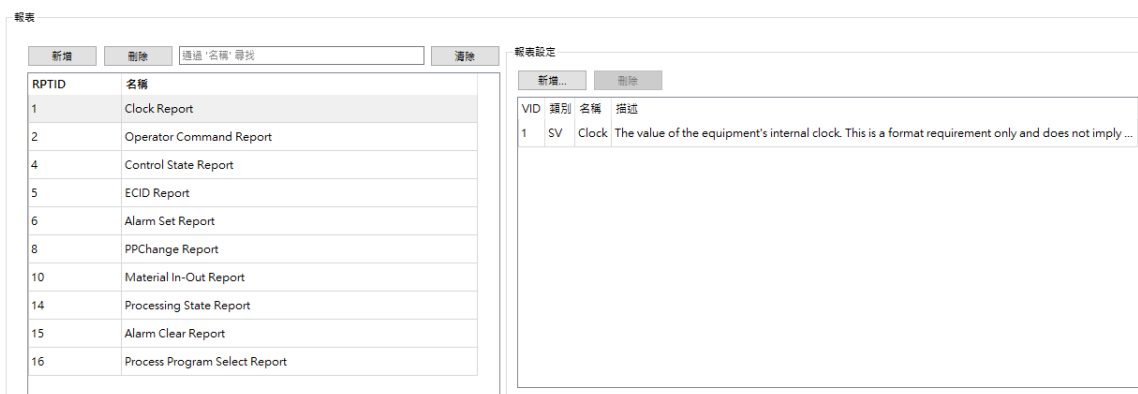 報表
新增 刪除 通過 '名稱' 尋找 清除
RPTID 名稱
1 Clock Report
2 Operator Command Report
4 Control State Report
5 ECID Report
6 Alarm Set Report
8 PPChange Report
10 Material In-Out Report
14 Processing State Report
15 Alarm Clear Report
16 Process Program Select Report
報表設定
新增... 刪除
VID 類別 名稱 描述
1 SV Clock The value of the equipment's internal clock. This is a format requirement only and does not imply ...